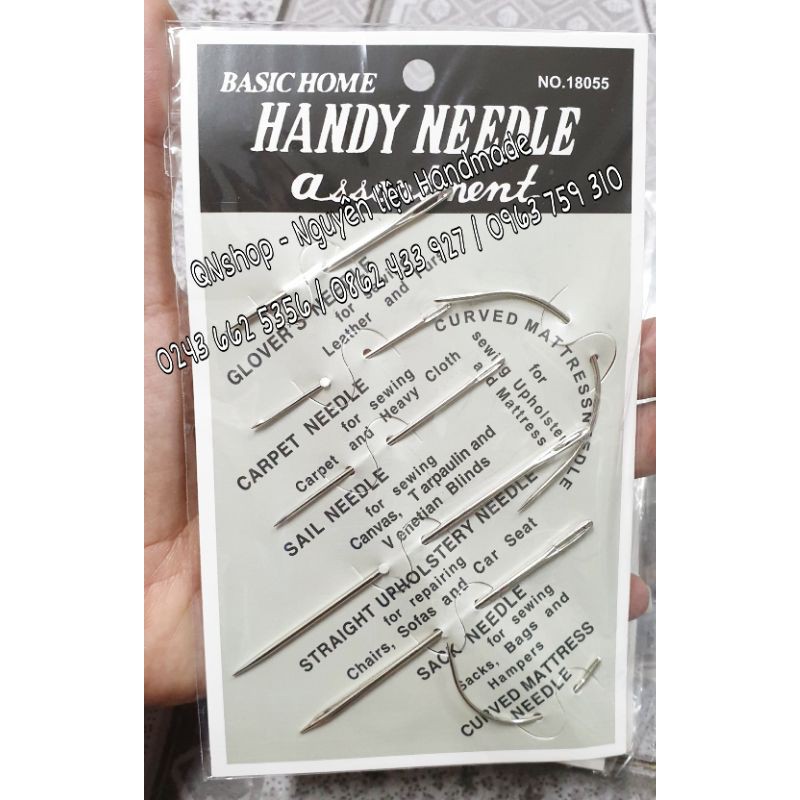 BASIC HOME
NO.18055
HANDY NEEDLE
assortment
QNshop - Nguyên liệu Handmade
0243 662 5356 / 0862 433 927 / 0963 759 310
GLOVER'S NEEDLE
for sewing
Leather and Furs
CURVED MATTRESS NEEDLE
for
sewing Upholstery
and Mattress
CARPET NEEDLE
for sewing
Carpet and Heavy Cloth
SAIL NEEDLE
for sewing
Canvas, Tarpaulin and
Venetian Blinds
STRAIGHT UPHOLSTERY NEEDLE
for repairing
Chairs, Sofas and Car Seat
SACK NEEDLE
for sewing
Sacks, Bags and
Hampers
CURVED MATTRESS
NEEDLE